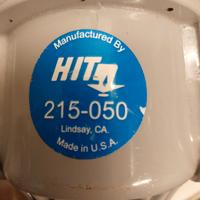 Manufactured By
HIT
215-050
Lindsay, CA.
Made in U.S.A.